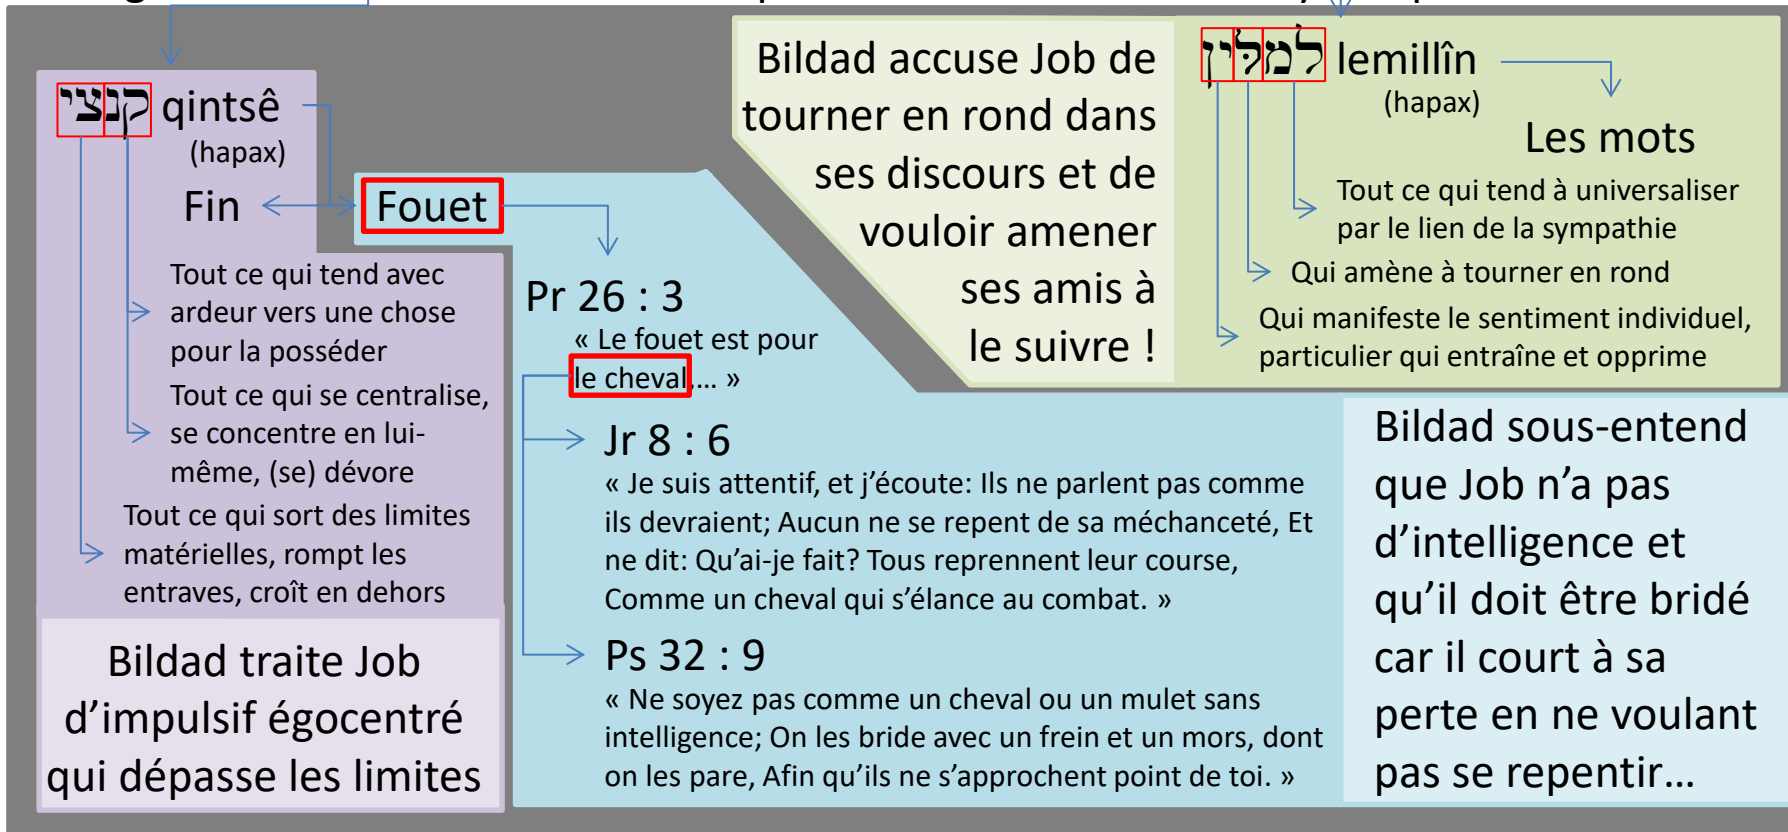 קנצי qintsê
(hapax)
Fin
Fouet
Tout ce qui tend avec
ardeur vers une chose
pour la posséder
Tout ce qui se centralise,
se concentre en lui-
même, (se) dévore
Tout ce qui sort des limites
matérielles, rompt les
entraves, croît en dehors
Bildad traite Job
d’impulsif égocentré
qui dépasse les limites
Pr 26 : 3
« Le fouet est pour
le cheval,… »
Jr 8 : 6
« Je suis attentif, et j’écoute: Ils ne parlent pas comme
ils devraient; Aucun ne se repent de sa méchanceté, Et
ne dit: Qu’ai-je fait? Tous reprennent leur course,
Comme un cheval qui s’élance au combat. »
Ps 32 : 9
« Ne soyez pas comme un cheval ou un mulet sans
intelligence; On les bride avec un frein et un mors, dont
on les pare, Afin qu’ils ne s’approchent point de toi. »
Bildad accuse Job de
tourner en rond dans
ses discours et de
vouloir amener
ses amis à
le suivre !
למלּין lemillîn
(hapax)
Les mots
Tout ce qui tend à universaliser
par le lien de la sympathie
Qui amène à tourner en rond
Qui manifeste le sentiment individuel,
particulier qui entraîne et opprime
Bildad sous-entend
que Job n’a pas
d’intelligence et
qu’il doit être bridé
car il court à sa
perte en ne voulant
pas se repentir…